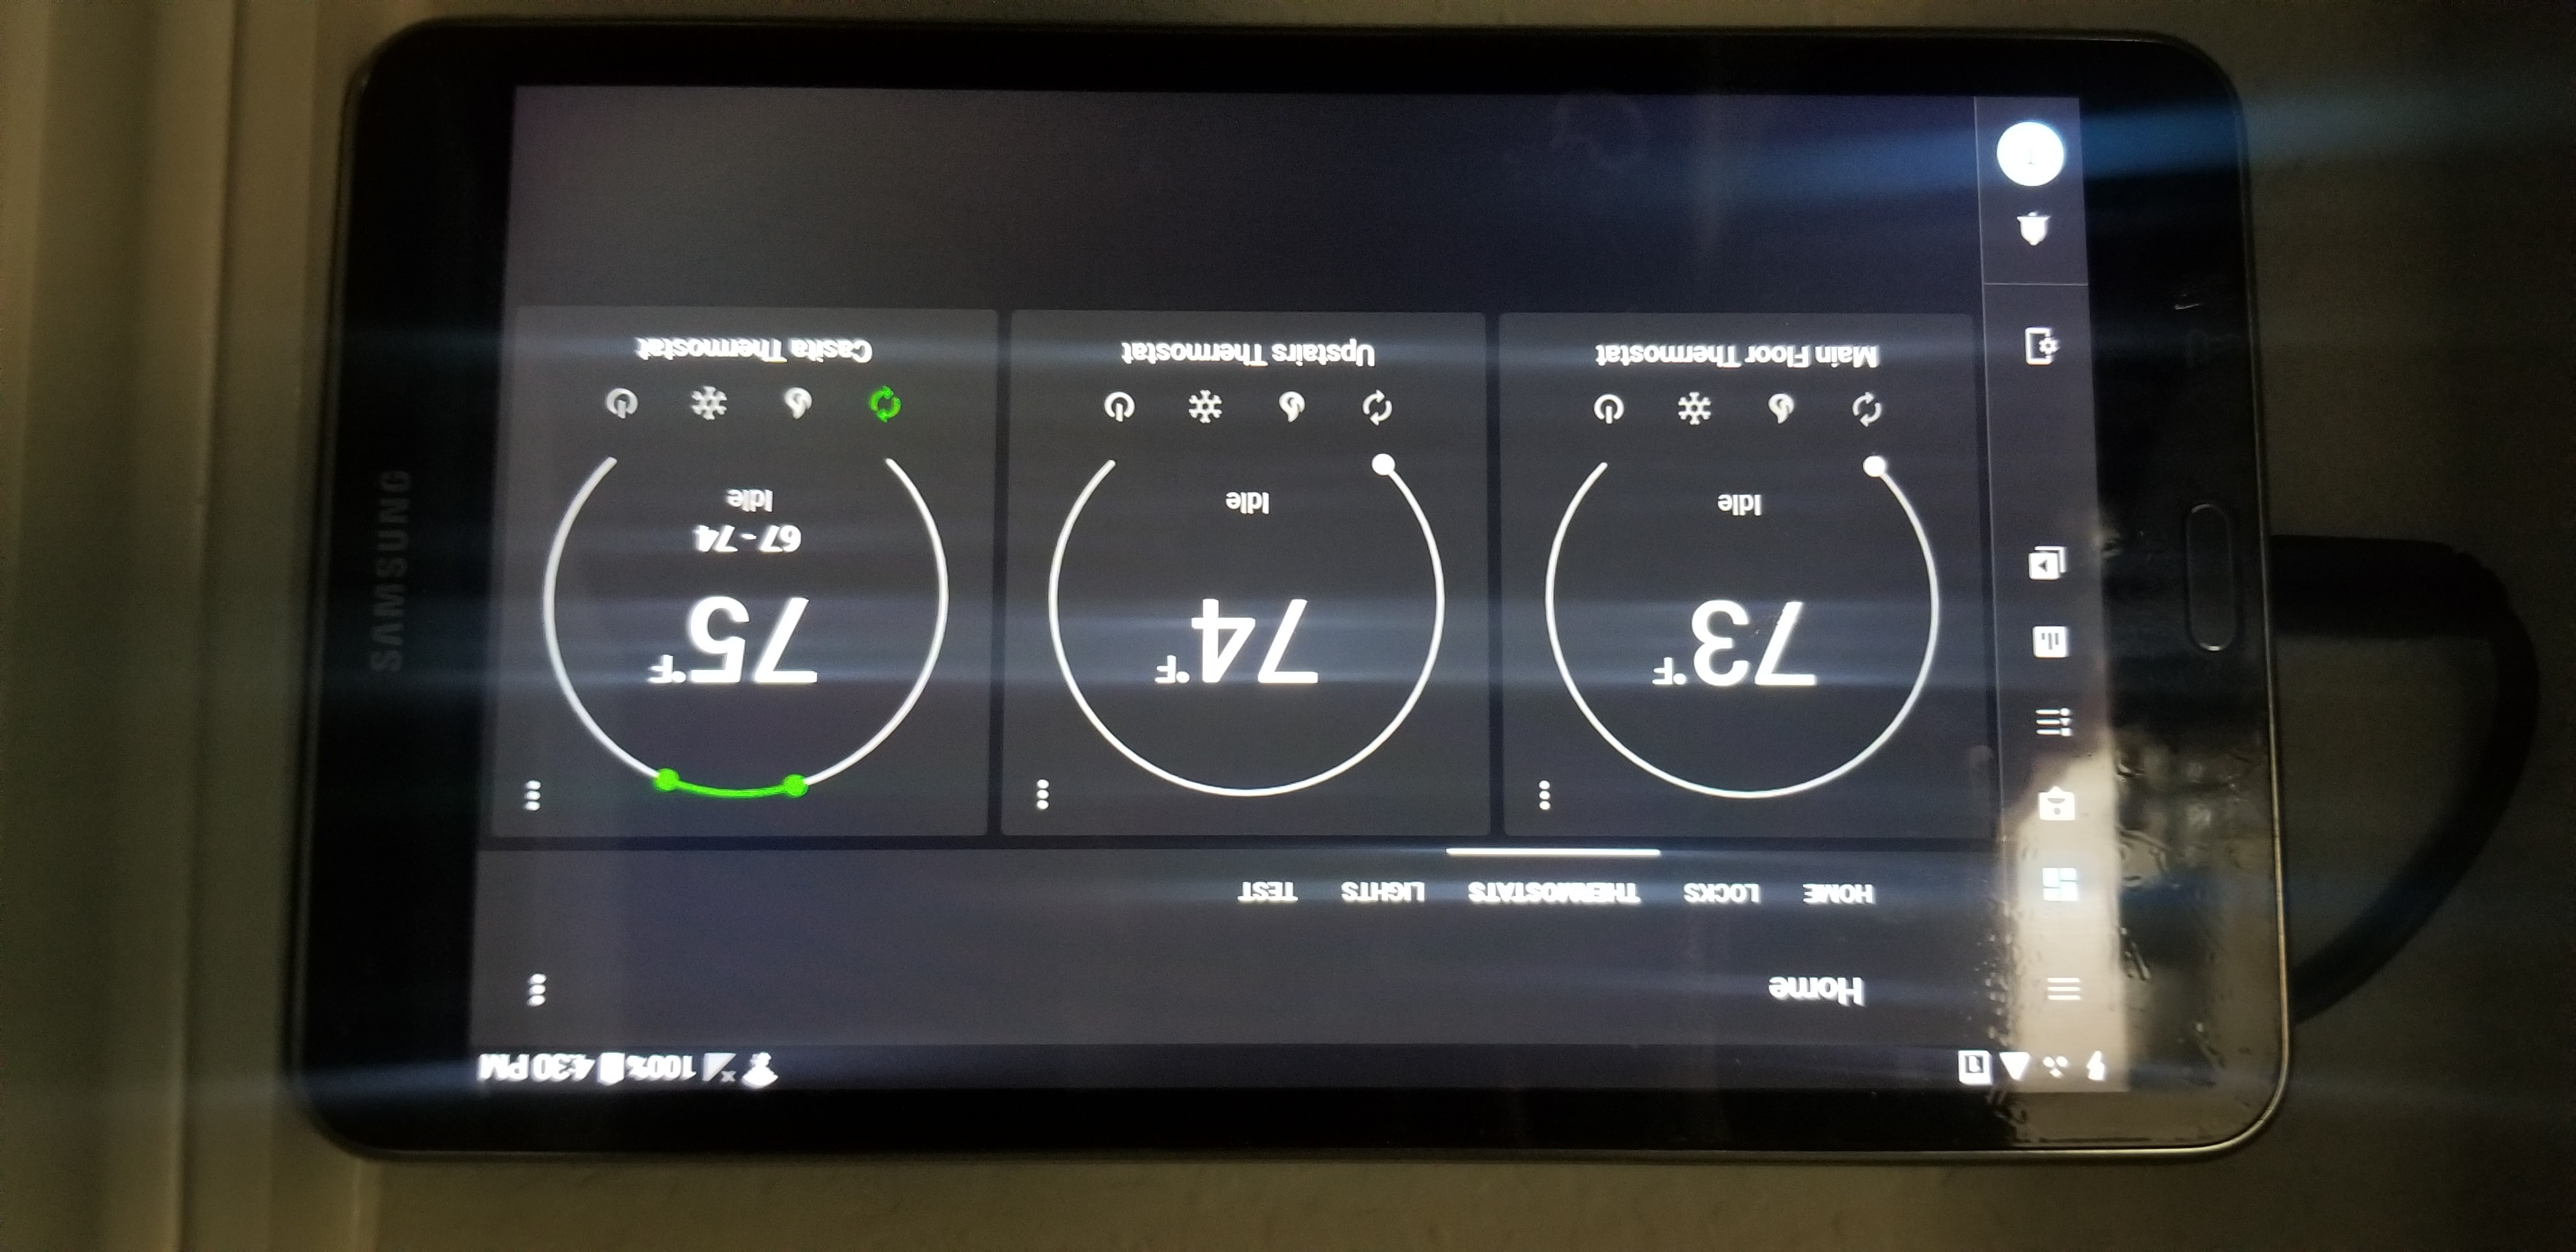 4:30 PM
100%
Home
HOME LOCKS THERMOSTATS LIGHTS TEST
73°F
Idle
Main Floor Thermostat
74°F
Idle
Upstairs Thermostat
75°F
67 - 74
Idle
Casita Thermostat
SAMSUNG